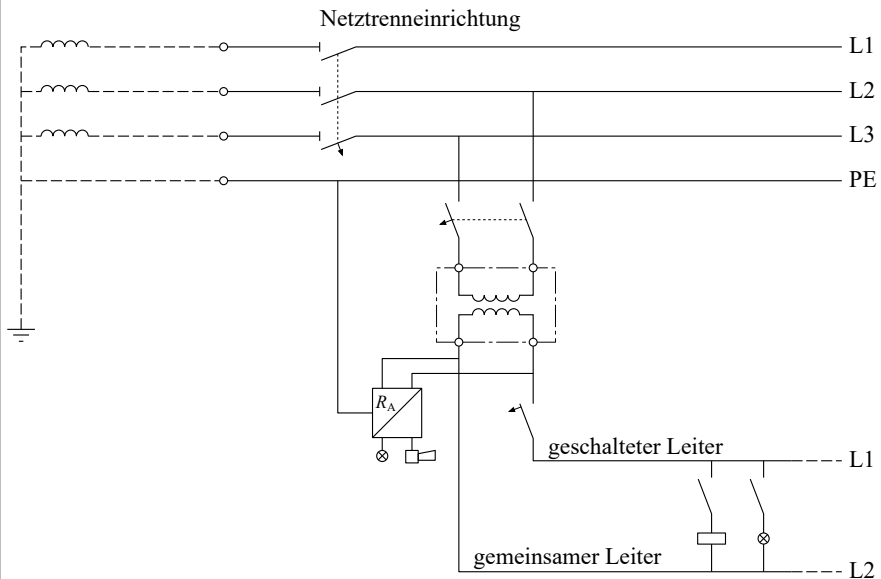 Netztrenneinrichtung
L1
L2
L3
PE
RA
geschalteter Leiter
L1
gemeinsamer Leiter
L2